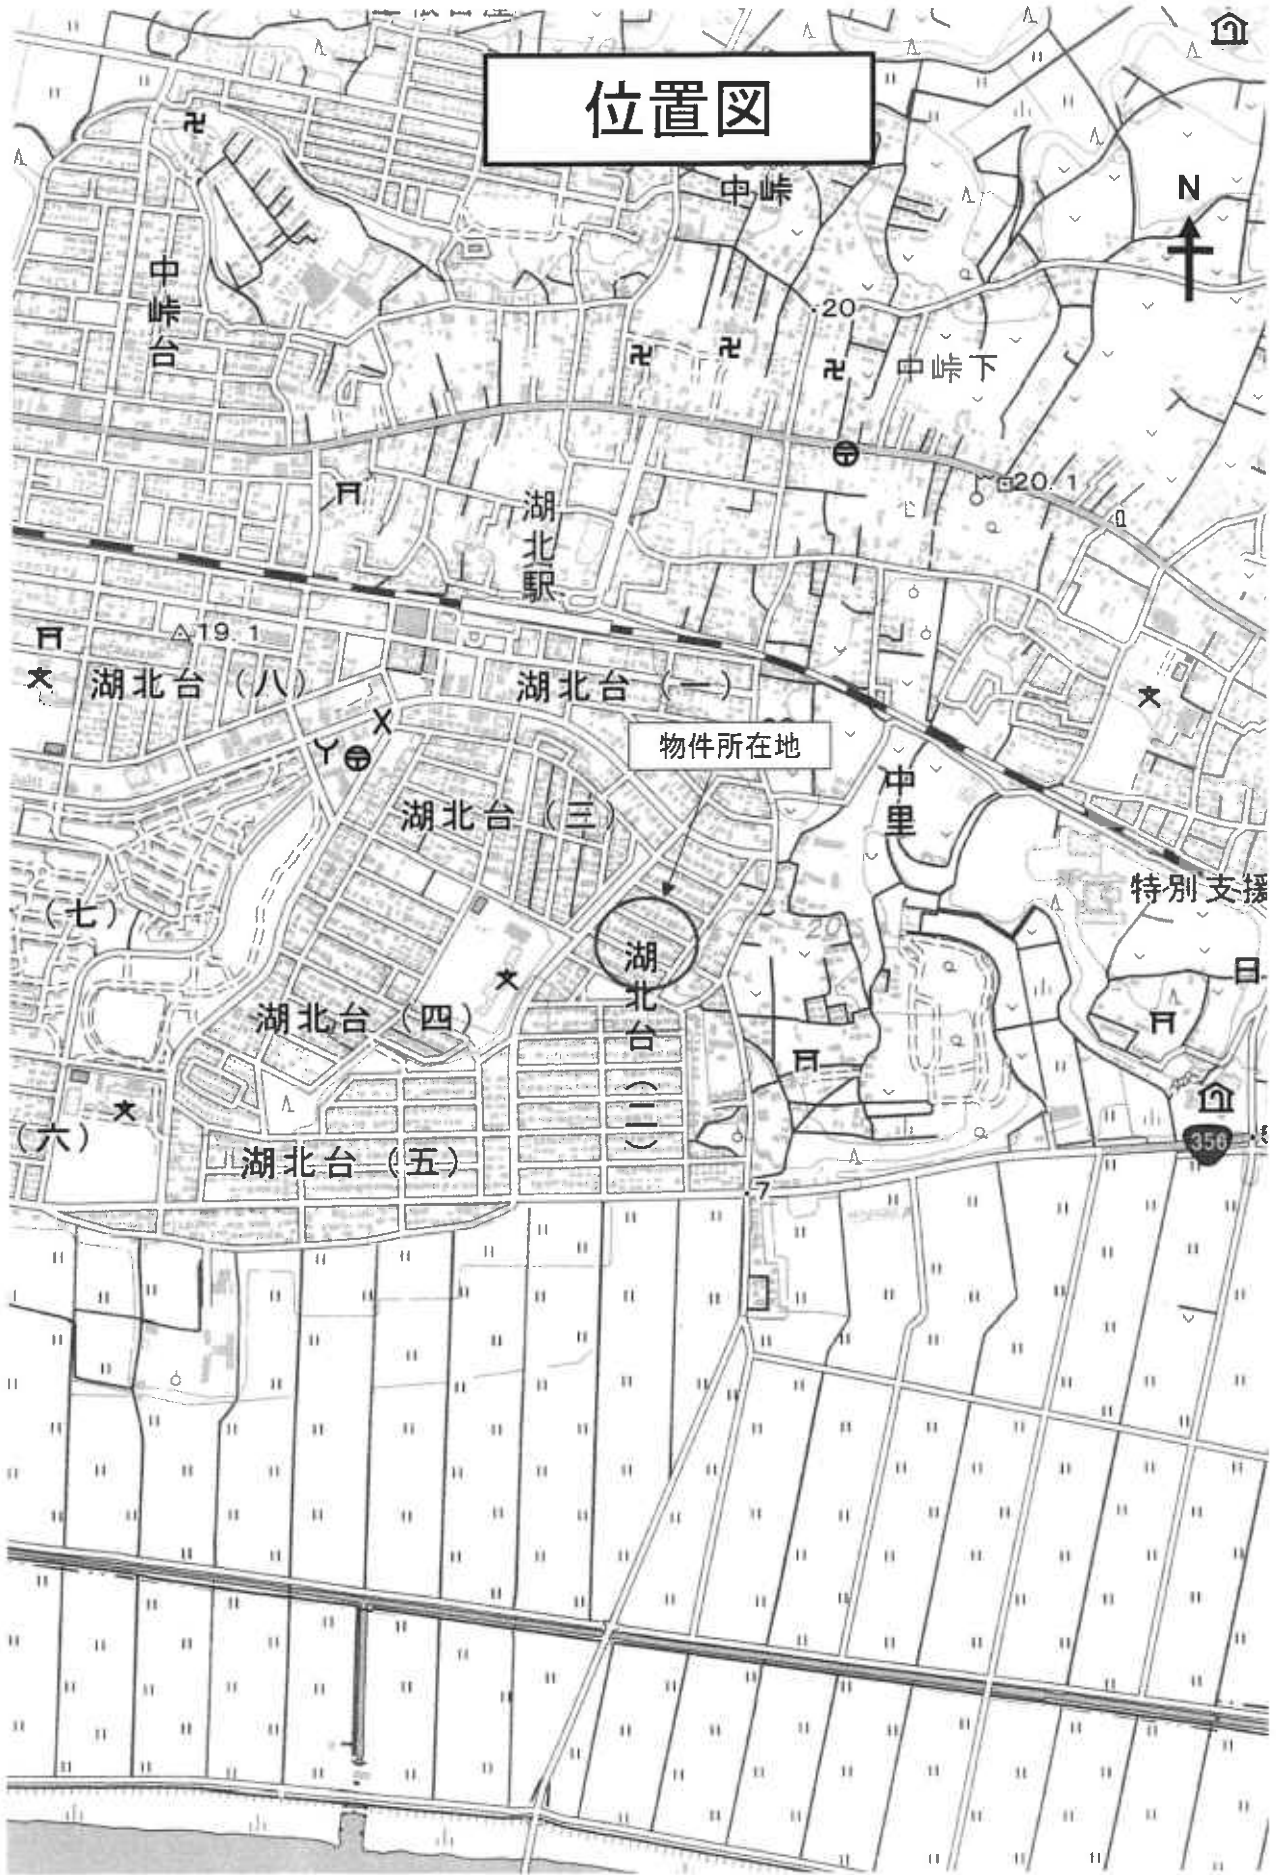 位置図
中峠
N
中峠台
20
中峠下
20.1
湖北駅
19.1
湖北台(八)
湖北台(一)
物件所在地
湖北台(三)
中里
特別支援
(七)
湖北台(二)
日
湖北台(四)
(六)
湖北台(五)
356
7